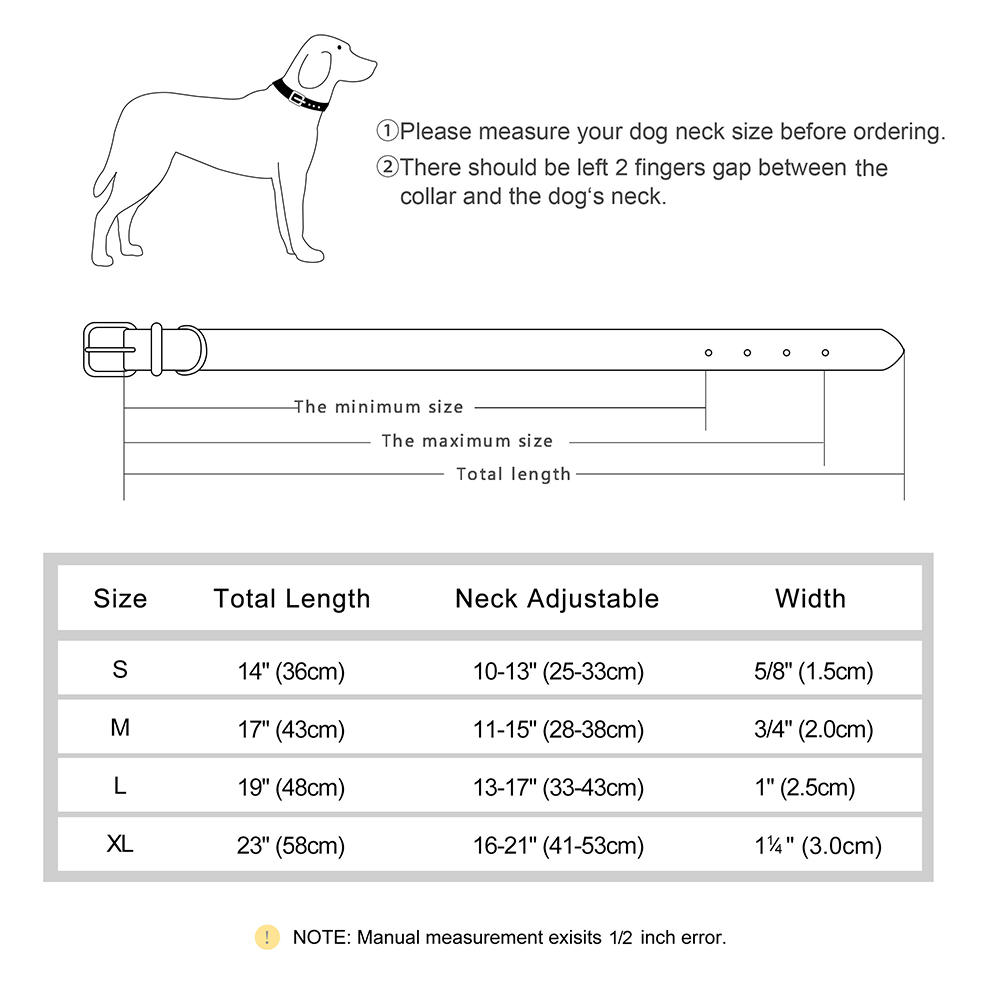 ①Please measure your dog neck size before ordering.
②There should be left 2 fingers gap between the
collar and the dog‘s neck.
The minimum size
The maximum size
Total length
Size Total Length Neck Adjustable Width
S 14" (36cm) 10-13" (25-33cm) 5/8" (1.5cm)
M 17" (43cm) 11-15" (28-38cm) 3/4" (2.0cm)
L 19" (48cm) 13-17" (33-43cm) 1" (2.5cm)
XL 23" (58cm) 16-21" (41-53cm) 1¼" (3.0cm)
! NOTE: Manual measurement exisits 1/2 inch error.